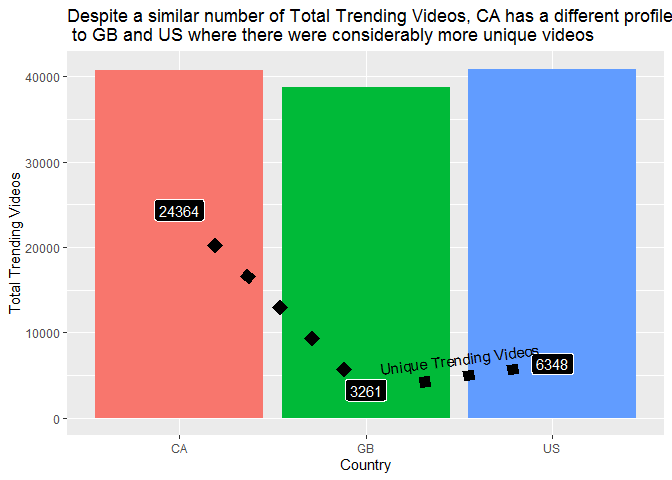 Despite a similar number of Total Trending Videos, CA has a different profile
to GB and US where there were considerably more unique videos
40000
30000
20000
10000
0
Total Trending Videos
24364
3261
Unique Trending Videos
6348
CA
GB
US
Country